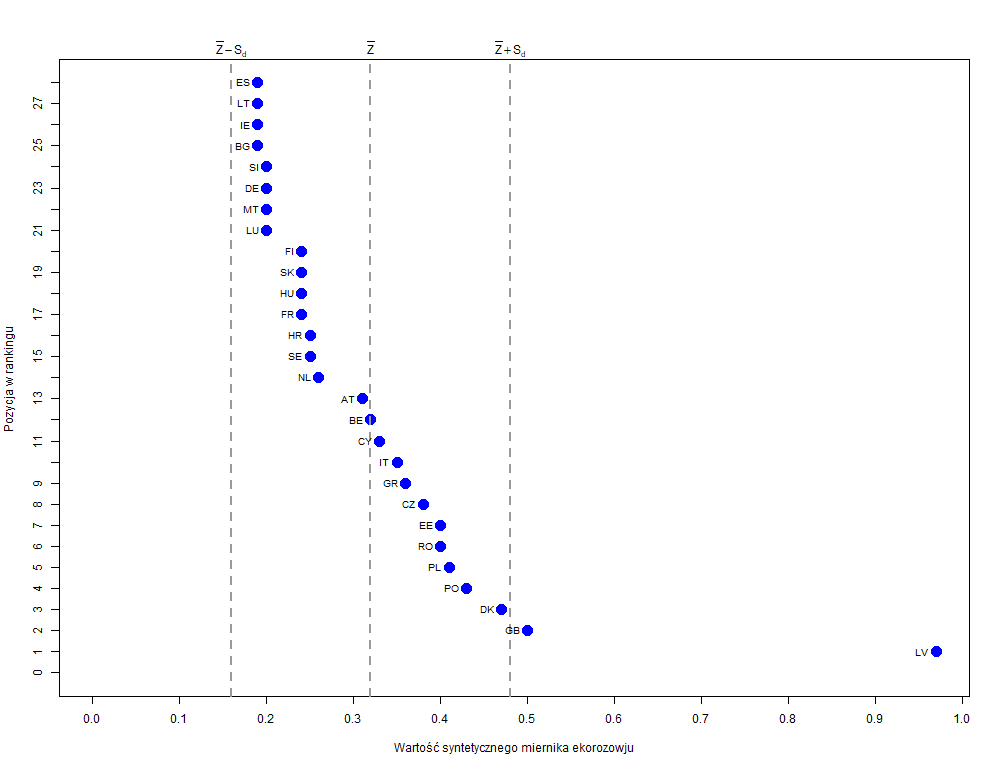 Z̅ − Sd Z̅ Z̅ + Sd
ES
27 LT
IE
25 BG
SI
23 DE
MT
21 LU
FI
19 SK
HU
17 FR
HR
15 SE
NL
13 AT
BE
11 CY
IT
9 GR
8 CZ
7 EE
6 RO
5 PL
4 PO
3 DK
2 GB
1 LV
0
Pozycja w rankingu
0.0 0.1 0.2 0.3 0.4 0.5 0.6 0.7 0.8 0.9 1.0
Wartość syntetycznego miernika ekorozowju